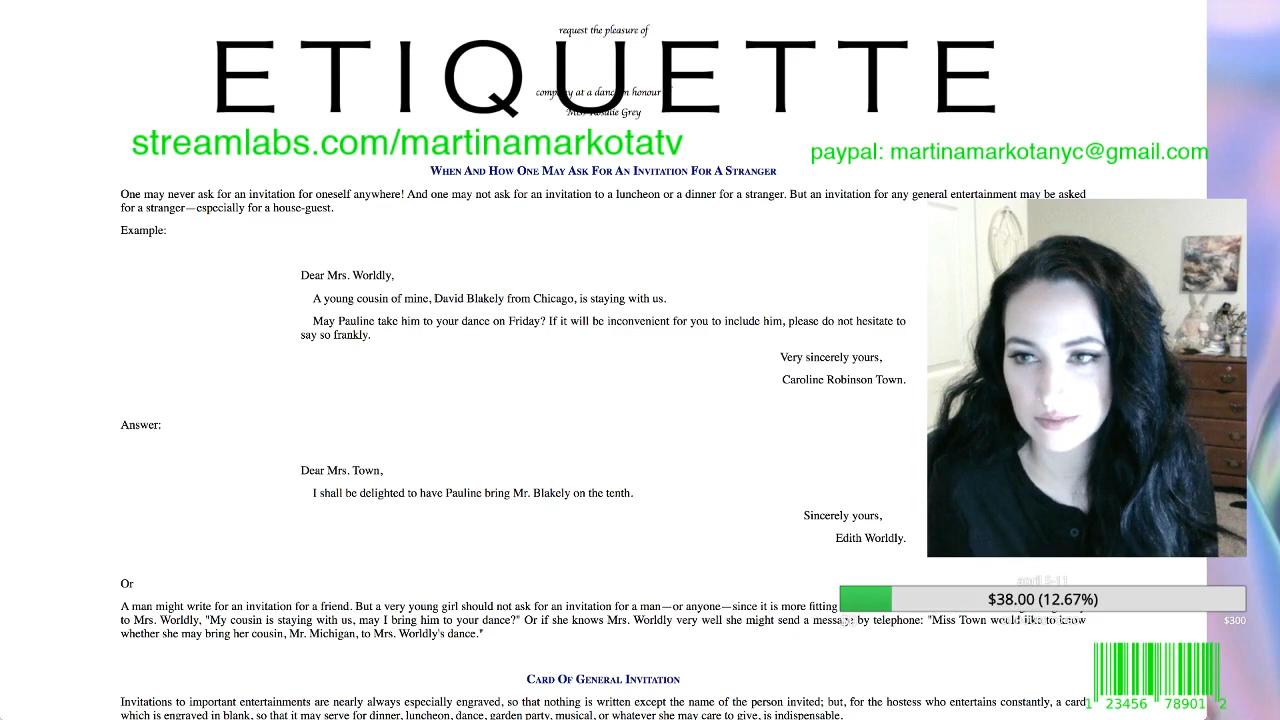 request the pleasure of
ETIQUETTE
company at a dance in honour
Miss Rosalie Grey
streamlabs.com/martinamarkotatv
paypal: martinamarkotanyc@gmail.com
When And How One May Ask For An Invitation For A Stranger
One may never ask for an invitation for oneself anywhere! And one may not ask for an invitation to a luncheon or a dinner for a stranger. But an invitation for any general entertainment may be asked
for a stranger—especially for a house-guest.
Example:
Dear Mrs. Worldly,
A young cousin of mine, David Blakely from Chicago, is staying with us.
May Pauline take him to your dance on Friday? If it will be inconvenient for you to include him, please do not hesitate to
say so frankly.
Very sincerely yours,
Caroline Robinson Town.
Answer:
Dear Mrs. Town,
I shall be delighted to have Pauline bring Mr. Blakely on the tenth.
Sincerely yours,
Edith Worldly.
Or
april 5-11
$38.00 (12.67%)
A man might write for an invitation for a friend. But a very young girl should not ask for an invitation for a man—or anyone—since it is more fitting
to Mrs. Worldly, "My cousin is staying with us, may I bring him to your dance?" Or if she knows Mrs. Worldly very well she might send a message by telephone: "Miss Town would like to know
$300
whether she may bring her cousin, Mr. Michigan, to Mrs. Worldly's dance."
Card Of General Invitation
Invitations to important entertainments are nearly always especially engraved, so that nothing is written except the name of the person invited; but, for the hostess who entertains constantly, a card
1 23456 78901 2
which is engraved in blank, so that it may serve for dinner, luncheon, dance, garden party, musical, or whatever she may care to give, is indispensable.